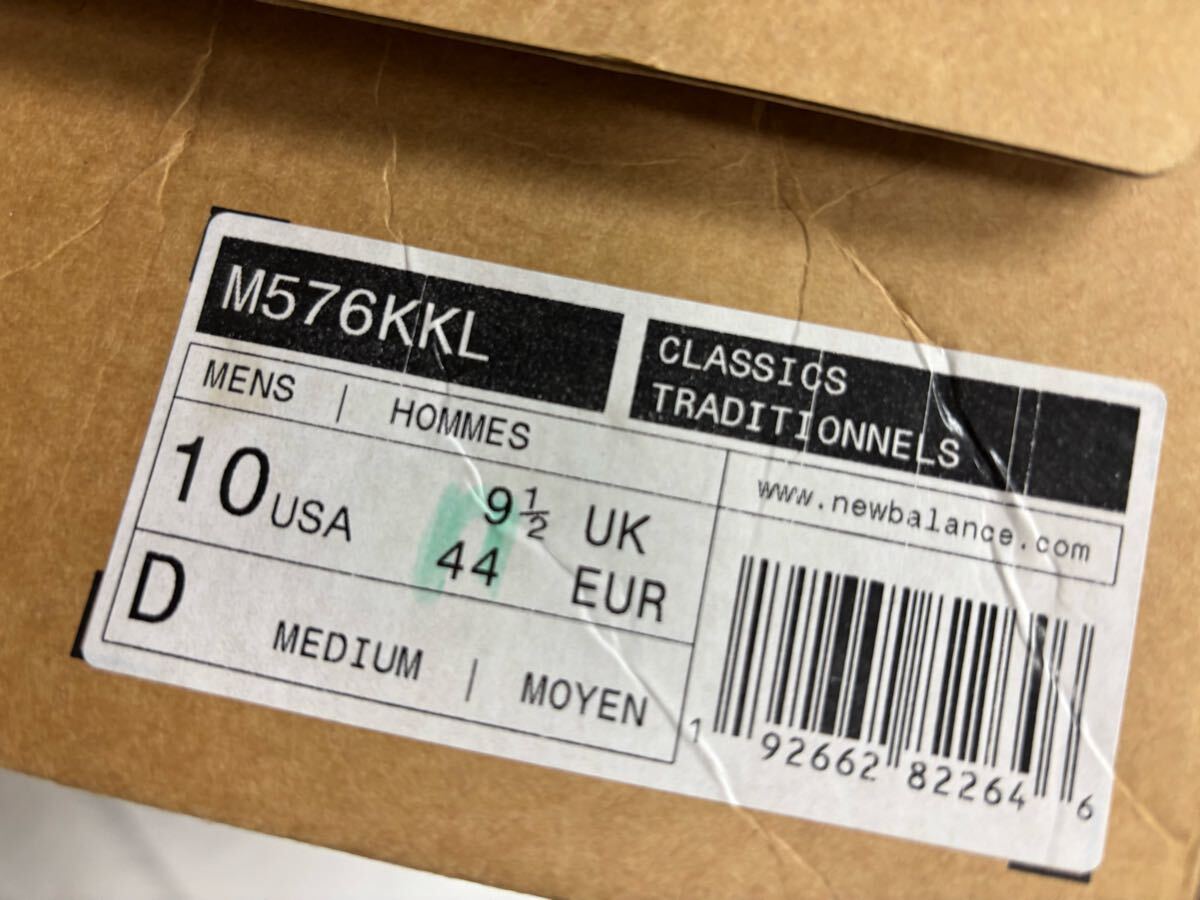 M576KKL
CLASSICS
TRADITIONNELS
MENS | HOMMES
www.newbalance.com
10 USA 9½ UK
44 EUR
D MEDIUM | MOYEN
1 92662 82264 6